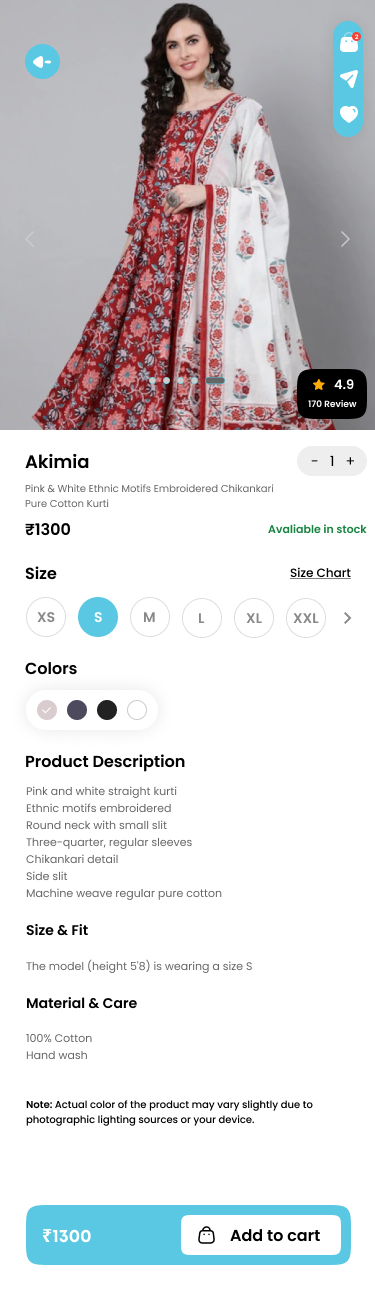 2
4.9
170 Review
Akimia
- 1 +
Pink & White Ethnic Motifs Embroidered Chikankari
Pure Cotton Kurti
₹1300
Avaliable in stock
Size
Size Chart
XS S M L XL XXL
Colors
Product Description
Pink and white straight kurti
Ethnic motifs embroidered
Round neck with small slit
Three-quarter, regular sleeves
Chikankari detail
Side slit
Machine weave regular pure cotton
Size & Fit
The model (height 5'8) is wearing a size S
Material & Care
100% Cotton
Hand wash
Note: Actual color of the product may vary slightly due to
photographic lighting sources or your device.
₹1300
Add to cart